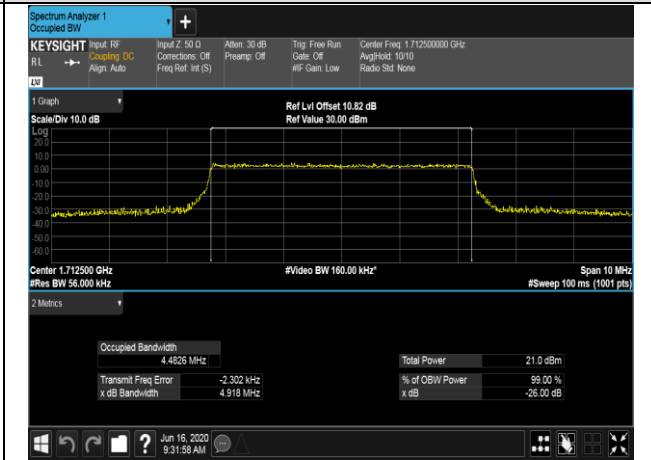 Spectrum Analyzer 1
Occupied BW
+
KEYSIGHT
RL
LXI
Input: RF
Coupling: DC
Align: Auto
Input Z: 50 Ω
Corrections: Off
Freq Ref: Int (S)
Atten: 30 dB
Preamp: Off
Trig: Free Run
Gate: Off
#IF Gain: Low
Center Freq: 1.712500000 GHz
Avg|Hold: 10/10
Radio Std: None
1 Graph
Scale/Div 10.0 dB
Ref Lvl Offset 10.82 dB
Ref Value 30.00 dBm
Log
20.0
10.0
0.00
-10.0
-20.0
-30.0
-40.0
-50.0
-60.0
Center 1.712500 GHz
#Video BW 160.00 kHz*
Span 10 MHz
#Res BW 56.000 kHz
#Sweep 100 ms (1001 pts)
2 Metrics
Occupied Bandwidth
4.4826 MHz
Total Power 21.0 dBm
Transmit Freq Error -2.302 kHz
% of OBW Power 99.00 %
x dB Bandwidth 4.918 MHz
x dB -26.00 dB
?
Jun 16, 2020
9:31:58 AM